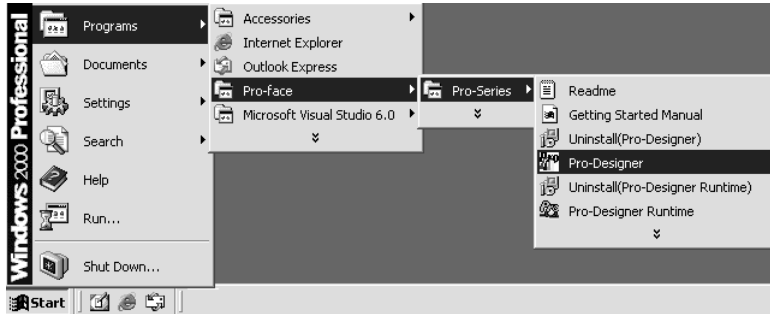 Windows 2000 Professional
Programs
Documents
Settings
Search
Help
Run...
Shut Down...
Accessories
Internet Explorer
Outlook Express
Pro-face
Microsoft Visual Studio 6.0
Pro-Series
Readme
Getting Started Manual
Uninstall(Pro-Designer)
Pro-Designer
Uninstall(Pro-Designer Runtime)
Pro-Designer Runtime
Start